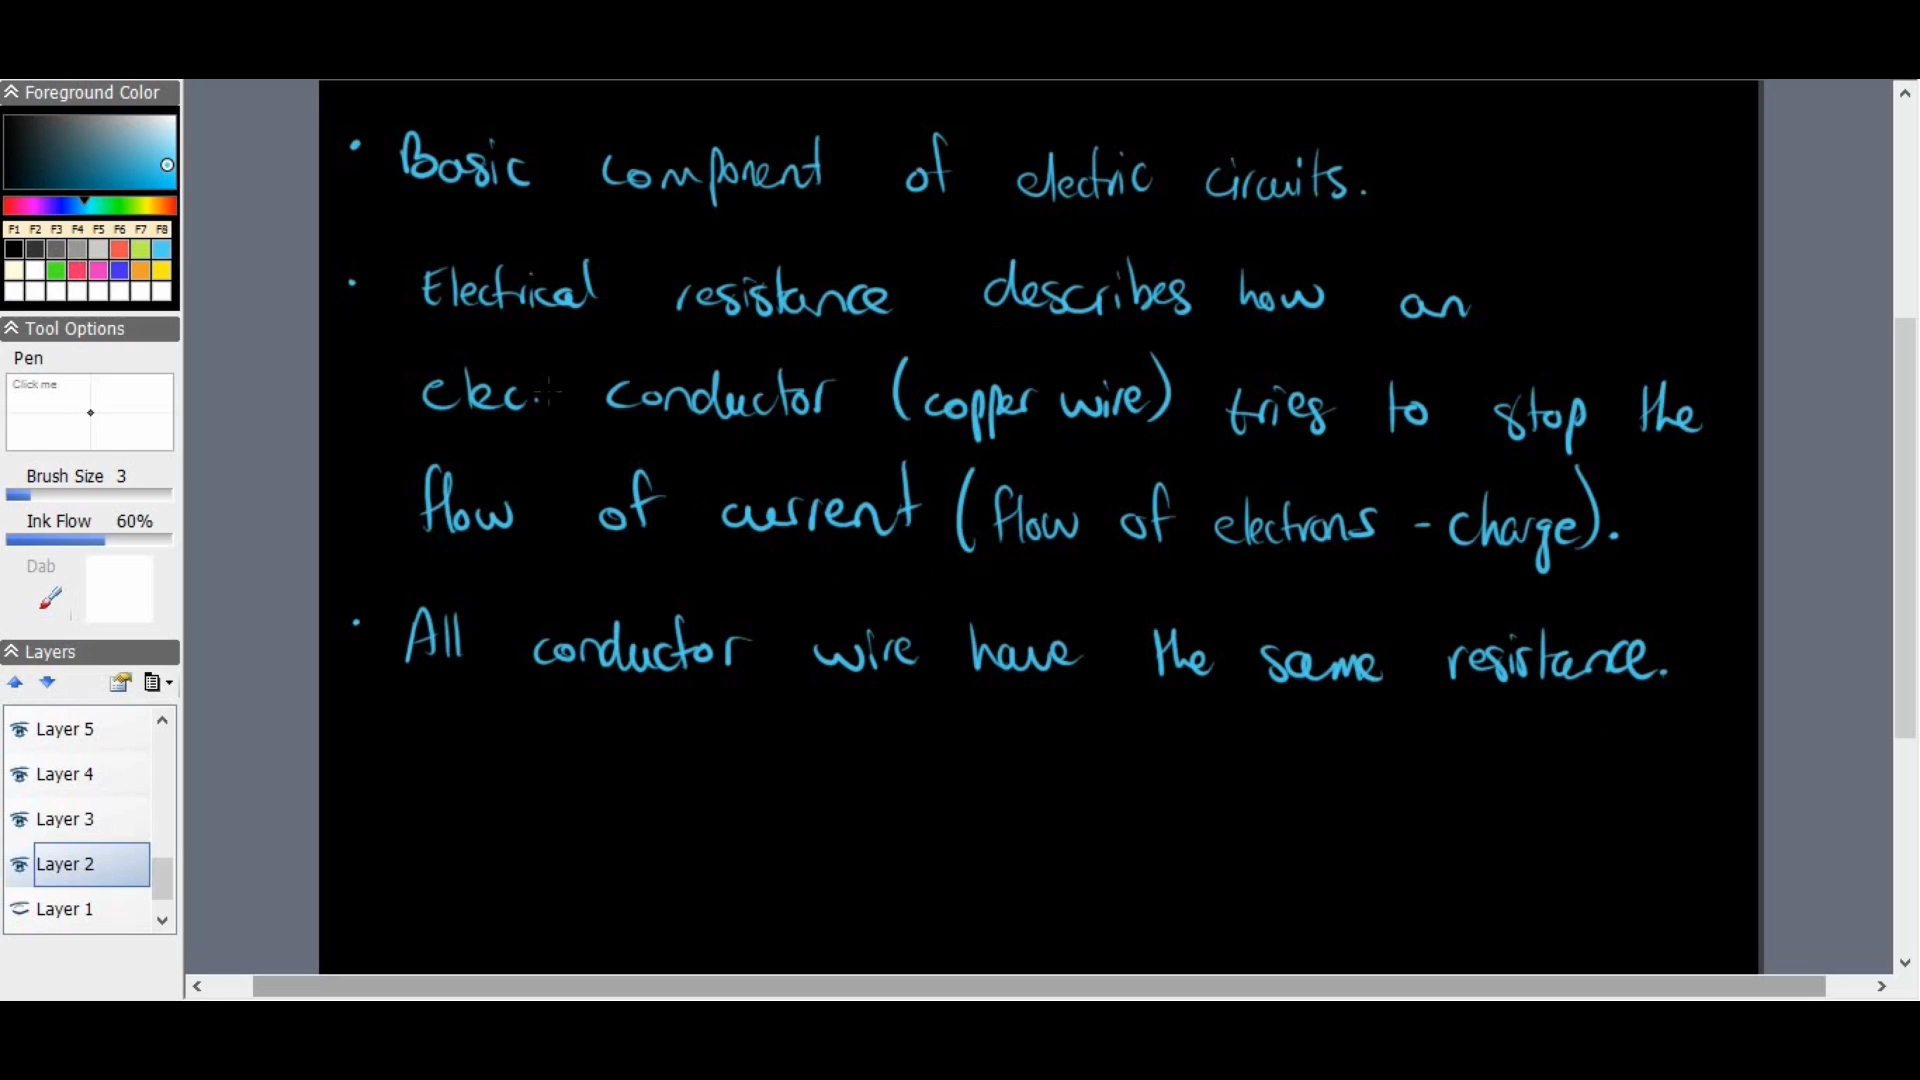 Foreground Color
F1 F2 F3 F4 F5 F6 F7 F8
Tool Options
Pen
Click me
Brush Size 3
Ink Flow 60%
Dab
Layers
Layer 5
Layer 4
Layer 3
Layer 2
Layer 1
• Basic component of electric circuits.
• Electrical resistance describes how an
elec. conductor (copper wire) tries to stop the
flow of current (flow of electrons - charge).
• All conductor wire have the same resistance.